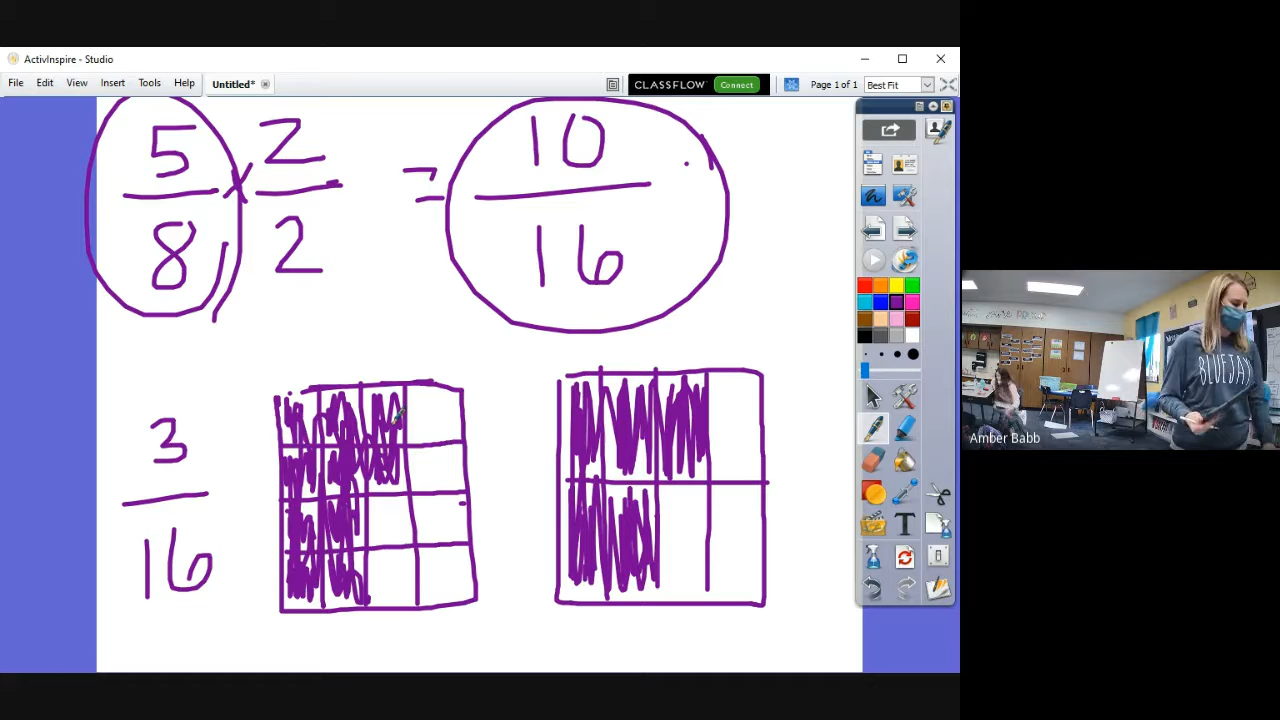 ActivInspire - Studio
File Edit View Insert Tools Help Untitled* CLASSFLOW Connect Page 1 of 1 Best Fit
5/8 × 2/2 = 10/16
3/16
BLUEJAY
Amber Babb